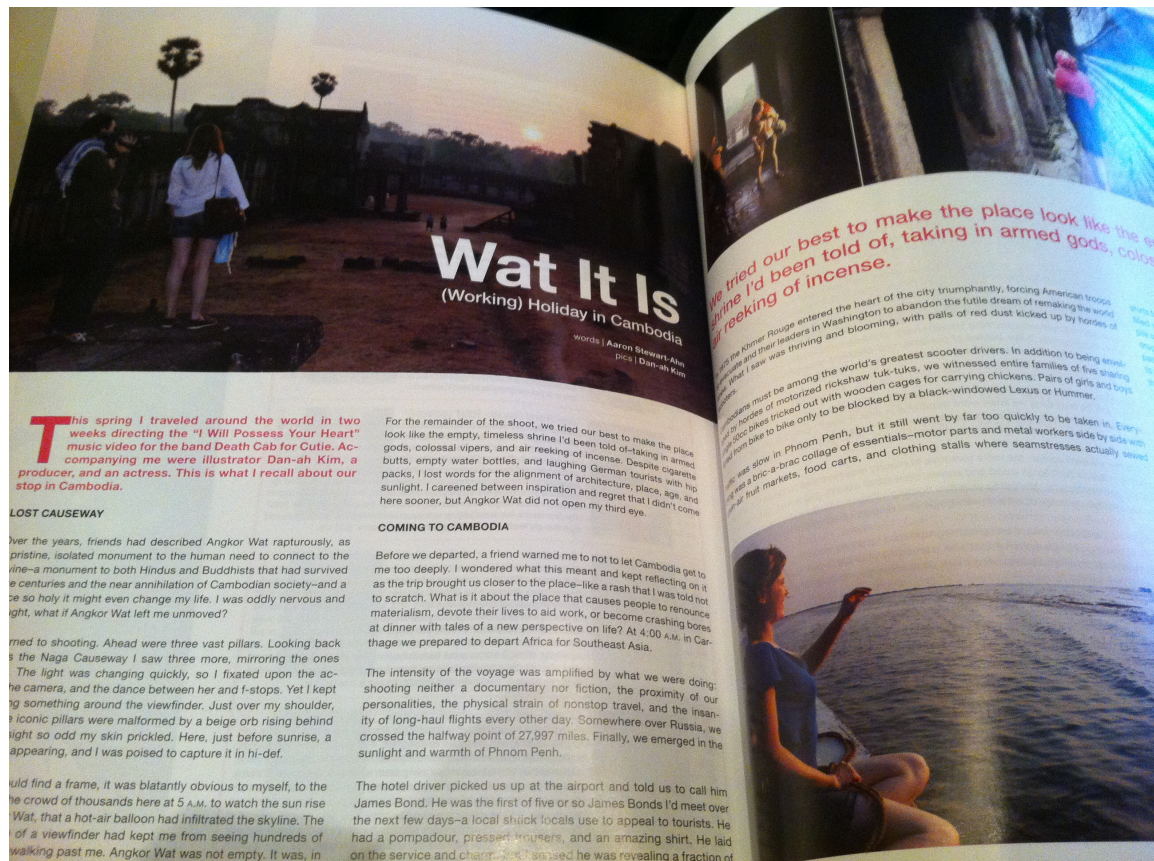 Wat It Is
(Working) Holiday in Cambodia
words | Aaron Stewart-Ahn
pics | Dan-ah Kim
This spring I traveled around the world in two
weeks directing the “I Will Possess Your Heart”
music video for the band Death Cab for Cutie. Ac-
companying me were illustrator Dan-ah Kim, a
producer, and an actress. This is what I recall about our
stop in Cambodia.
LOST CAUSEWAY
Over the years, friends had described Angkor Wat rapturously, as
pristine, isolated monument to the human need to connect to the
vine–a monument to both Hindus and Buddhists that had survived
centuries and the near annihilation of Cambodian society–and a
so holy it might even change my life. I was oddly nervous and
ght, what if Angkor Wat left me unmoved?
rned to shooting. Ahead were three vast pillars. Looking back
the Naga Causeway I saw three more, mirroring the ones
The light was changing quickly, so I fixated upon the ac-
he camera, and the dance between her and f-stops. Yet I kept
ng something around the viewfinder. Just over my shoulder,
iconic pillars were malformed by a beige orb rising behind
sight so odd my skin prickled. Here, just before sunrise, a
appearing, and I was poised to capture it in hi-def.
uld find a frame, it was blatantly obvious to myself, to the
he crowd of thousands here at 5 A.M. to watch the sun rise
Wat, that a hot-air balloon had infiltrated the skyline. The
of a viewfinder had kept me from seeing hundreds of
walking past me. Angkor Wat was not empty. It was, in
For the remainder of the shoot, we tried our best to make the place
look like the empty, timeless shrine I'd been told of–taking in armed
gods, colossal vipers, and air reeking of incense. Despite cigarette
butts, empty water bottles, and laughing German tourists with hip
packs, I lost words for the alignment of architecture, place, age, and
sunlight. I careened between inspiration and regret that I didn't come
here sooner, but Angkor Wat did not open my third eye.
COMING TO CAMBODIA
Before we departed, a friend warned me to not to let Cambodia get to
me too deeply. I wondered what this meant and kept reflecting on it
as the trip brought us closer to the place–like a rash that I was told not
to scratch. What is it about the place that causes people to renounce
materialism, devote their lives to aid work, or become crashing bores
at dinner with tales of a new perspective on life? At 4:00 A.M. in Car-
thage we prepared to depart Africa for Southeast Asia.
The intensity of the voyage was amplified by what we were doing:
shooting neither a documentary nor fiction, the proximity of our
personalities, the physical strain of nonstop travel, and the insan-
ity of long-haul flights every other day. Somewhere over Russia, we
crossed the halfway point of 27,997 miles. Finally, we emerged in the
sunlight and warmth of Phnom Penh.
The hotel driver picked us up at the airport and told us to call him
James Bond. He was the first of five or so James Bonds I'd meet over
the next few days–a local shtick locals use to appeal to tourists. He
had a pompadour, pressed trousers, and an amazing shirt. He laid
on the service and charm, but I sensed he was revealing a fraction of
We tried our best to make the place look like the
shrine I'd been told of, taking in armed gods,
air reeking of incense.
the Khmer Rouge entered the heart of the city triumphantly, forcing American troops
and their leaders in Washington to abandon the futile dream of remaking the world
What I saw was thriving and blooming, with palls of red dust kicked up by hordes of
must be among the world's greatest scooter drivers. In addition to being
by hordes of motorized rickshaw tuk-tuks, we witnessed entire families of five sharing
50cc bikes tricked out with wooden cages for carrying chickens. Pairs of girls and boys
from bike to bike only to be blocked by a black-windowed Lexus or Hummer.
was slow in Phnom Penh, but it still went by far too quickly to be taken in. Every-
was a bric-a-brac collage of essentials–motor parts and metal workers side by side with
fruit markets, food carts, and clothing stalls where seamstresses actually sewed